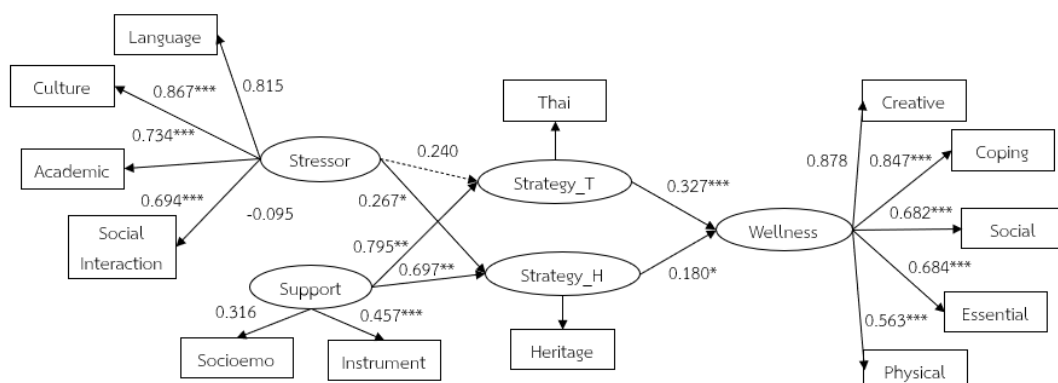 Language
Culture
0.867***
0.815
Thai
Creative
0.734***
Coping
Academic
Stressor
0.240
0.878
0.847***
Strategy_T
0.327***
0.694***
-0.095
0.267*
0.682***
Social
Interaction
0.795**
Wellness
Social
0.697**
Strategy_H
0.180*
0.684***
Support
0.316
0.457***
0.563***
Essential
Socioemo
Instrument
Heritage
Physical